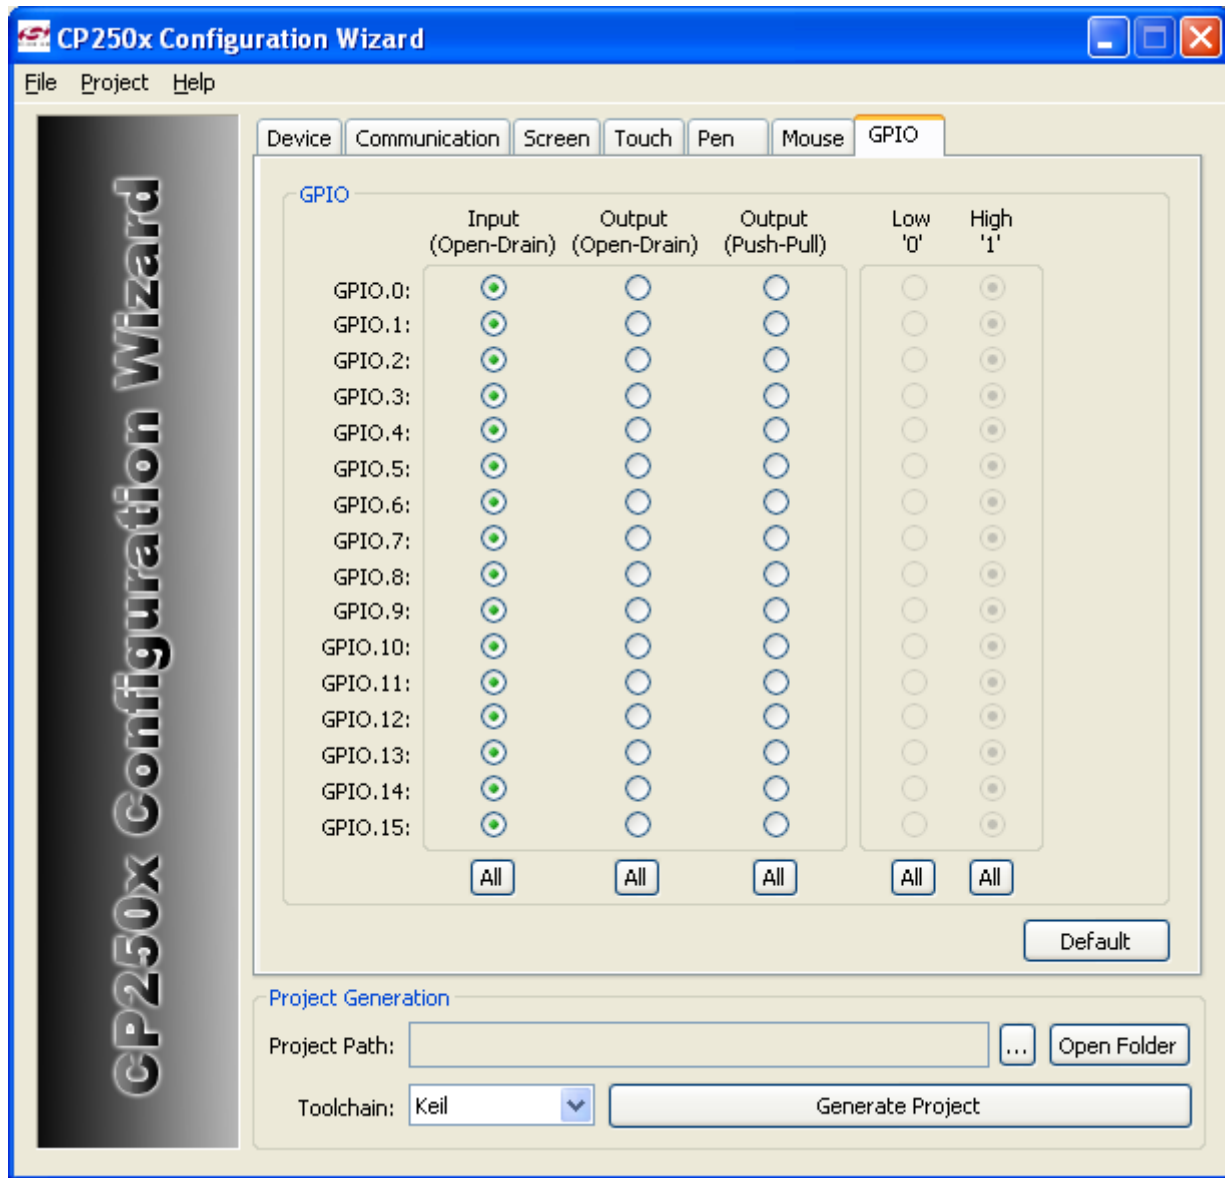 CP250x Configuration Wizard
File Project Help
CP250x Configuration Wizard
Device Communication Screen Touch Pen Mouse GPIO
GPIO
Input Output Output Low High
(Open-Drain) (Open-Drain) (Push-Pull) '0' '1'
GPIO.0:
GPIO.1:
GPIO.2:
GPIO.3:
GPIO.4:
GPIO.5:
GPIO.6:
GPIO.7:
GPIO.8:
GPIO.9:
GPIO.10:
GPIO.11:
GPIO.12:
GPIO.13:
GPIO.14:
GPIO.15:
All All All All All
Default
Project Generation
Project Path: ... Open Folder
Toolchain: Keil Generate Project